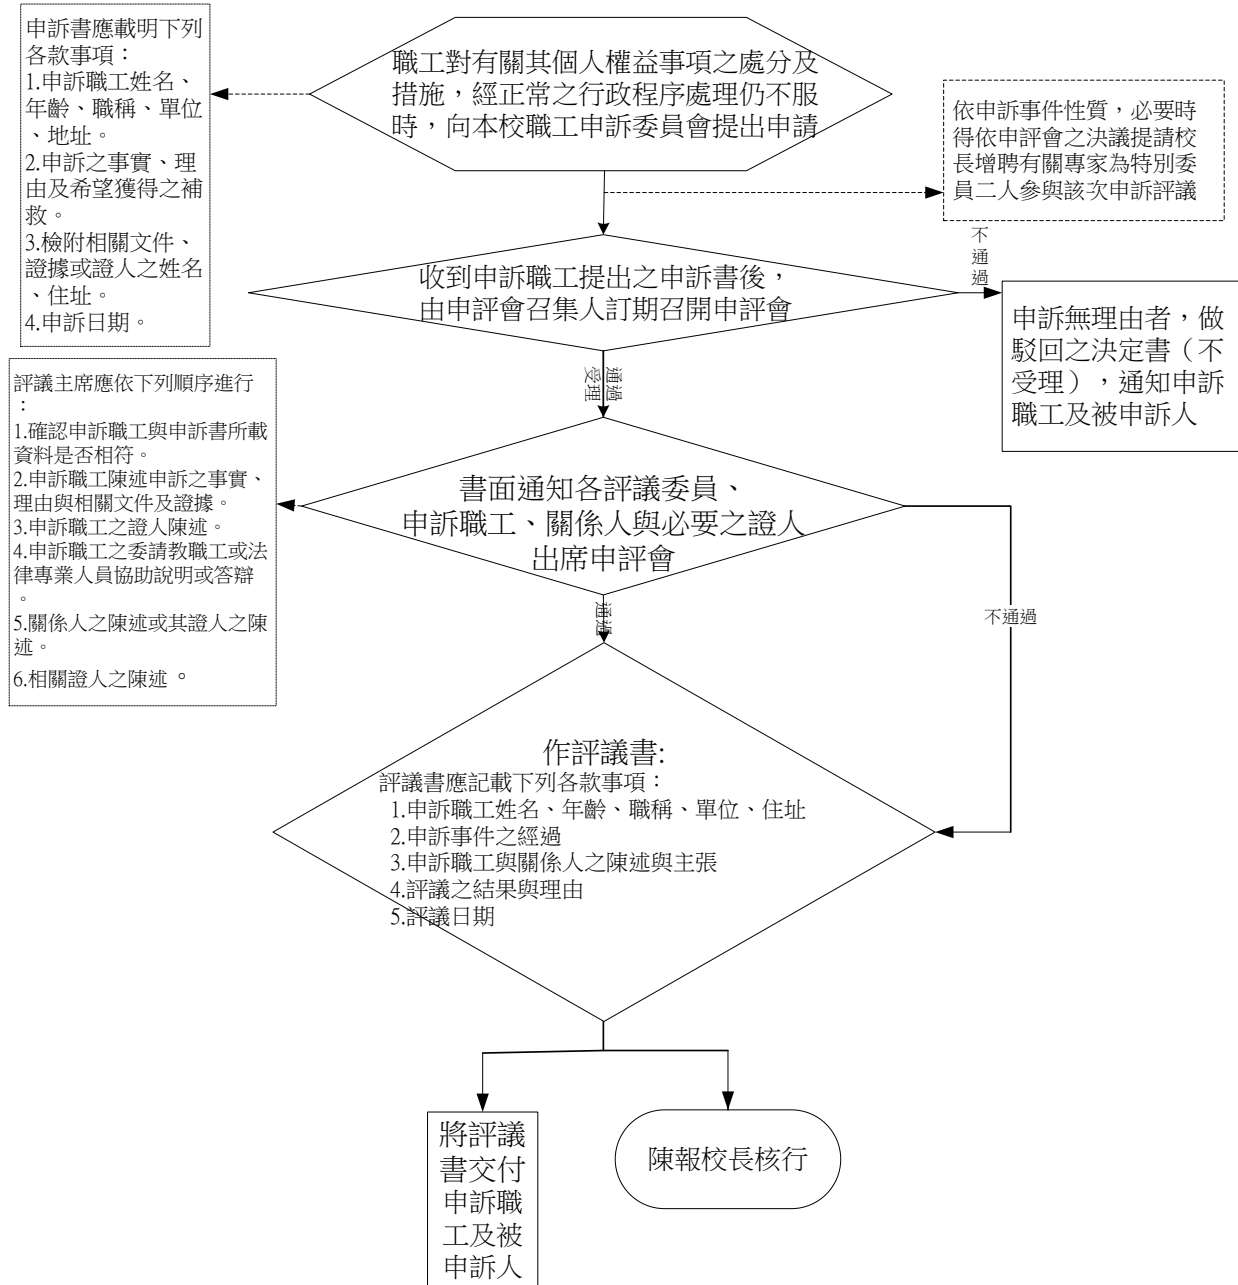 申訴書應載明下列
各款事項：
1.申訴職工姓名、
年齡、職稱、單位
、地址。
2.申訴之事實、理
由及希望獲得之補
救。
3.檢附相關文件、
證據或證人之姓名
、住址。
4.申訴日期。
職工對有關其個人權益事項之處分及
措施，經正常之行政程序處理仍不服
時，向本校職工申訴委員會提出申請
依申訴事件性質，必要時
得依申評會之決議提請校
長增聘有關專家為特別委
員二人參與該次申訴評議
收到申訴職工提出之申訴書後，
由申評會召集人訂期召開申評會
不通過
申訴無理由者，做
駁回之決定書（不
受理），通知申訴
職工及被申訴人
通過
受理
評議主席應依下列順序進行
：
1.確認申訴職工與申訴書所載
資料是否相符。
2.申訴職工陳述申訴之事實、
理由與相關文件及證據。
3.申訴職工之證人陳述。
4.申訴職工之委請教職工或法
律專業人員協助說明或答辯
。
5.關係人之陳述或其證人之陳
述。
6.相關證人之陳述 。
書面通知各評議委員、
申訴職工、關係人與必要之證人
出席申評會
通過
不通過
作評議書:
評議書應記載下列各款事項：
1.申訴職工姓名、年齡、職稱、單位、住址
2.申訴事件之經過
3.申訴職工與關係人之陳述與主張
4.評議之結果與理由
5.評議日期
將評議
書交付
申訴職
工及被
申訴人
陳報校長核行